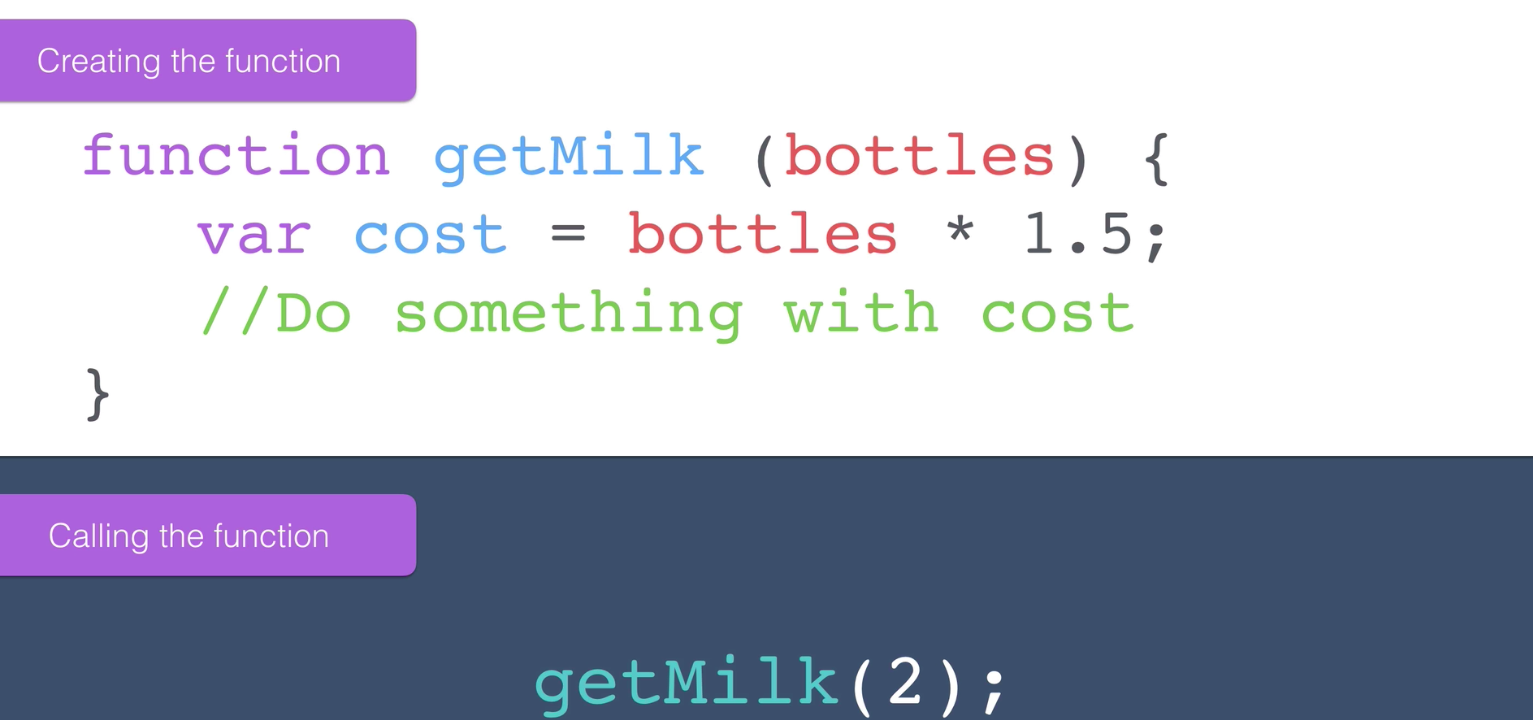 Creating the function
function getMilk (bottles) {
var cost = bottles * 1.5;
//Do something with cost
}
Calling the function
getMilk(2);